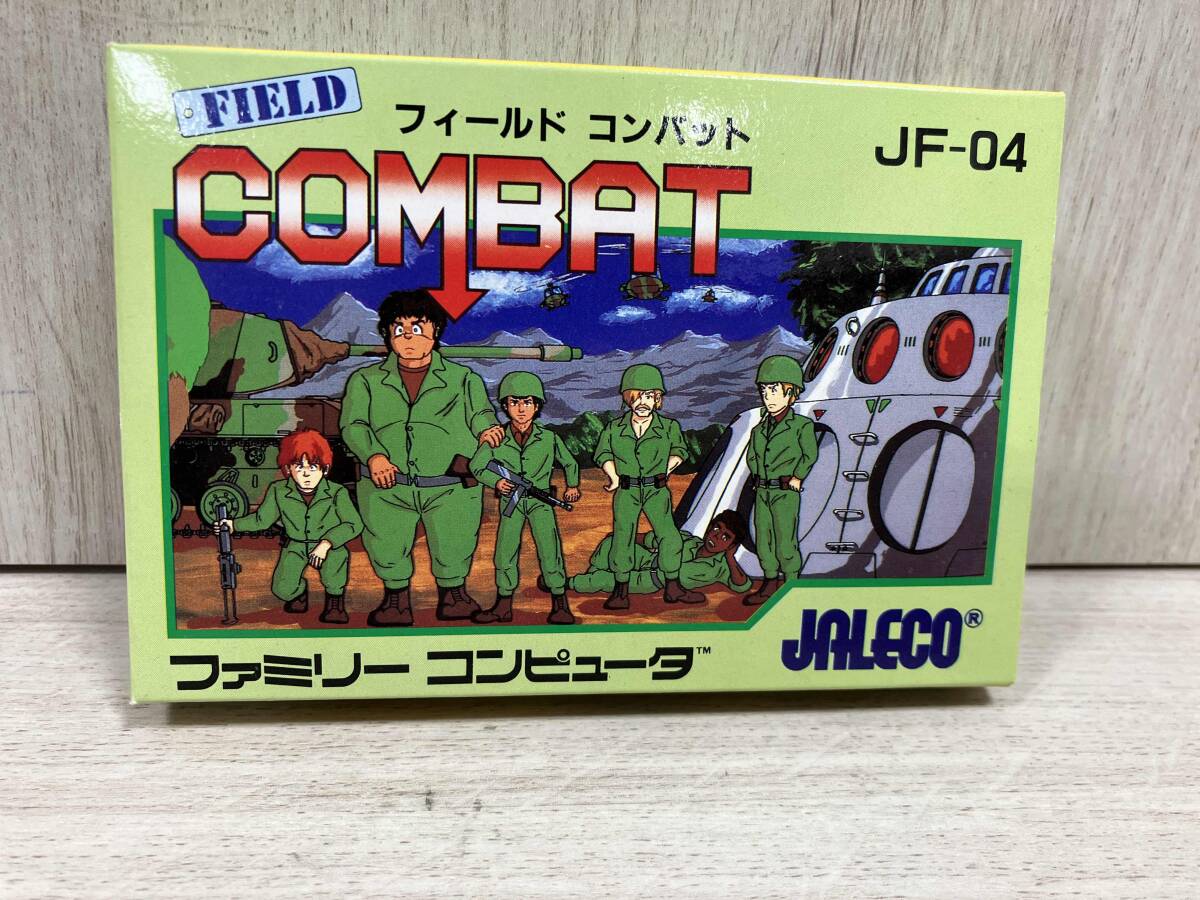 FIELD
フィールド コンバット
COMBAT
JF-04
ファミリー コンピュータ™
JALECO®